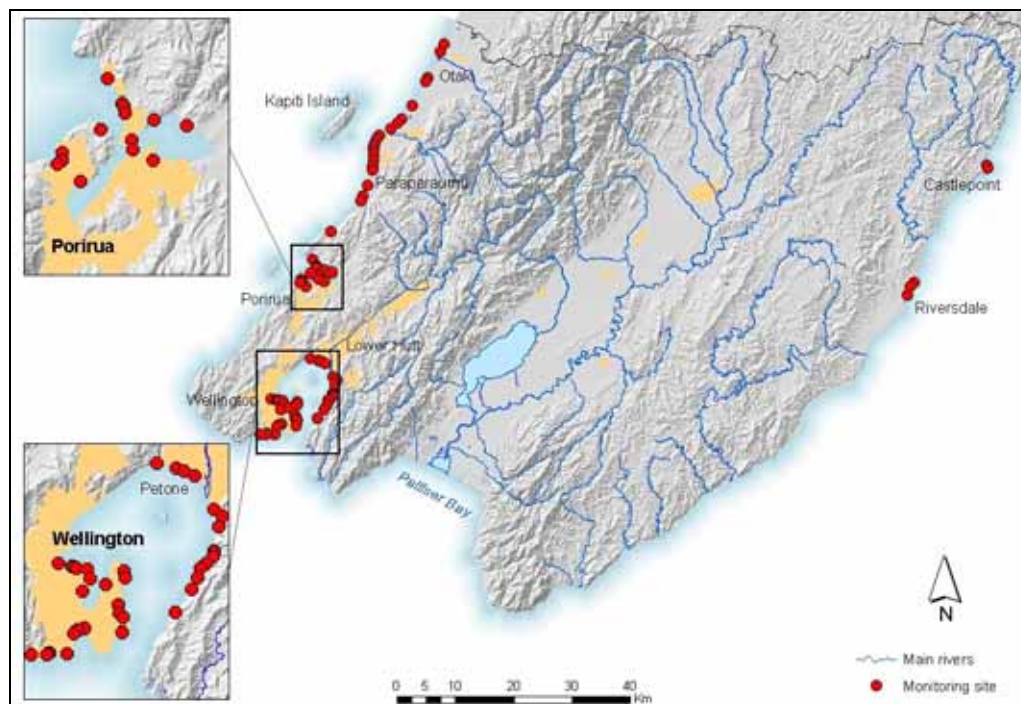 Porirua
Petone
Wellington
Otaki
Kapiti Island
Paraparaumu
Castlepoint
Riversdale
Porirua
Lower Hutt
Wellington
Palliser Bay
N
Main rivers
Monitoring site
0 5 10 20 30 40
Km